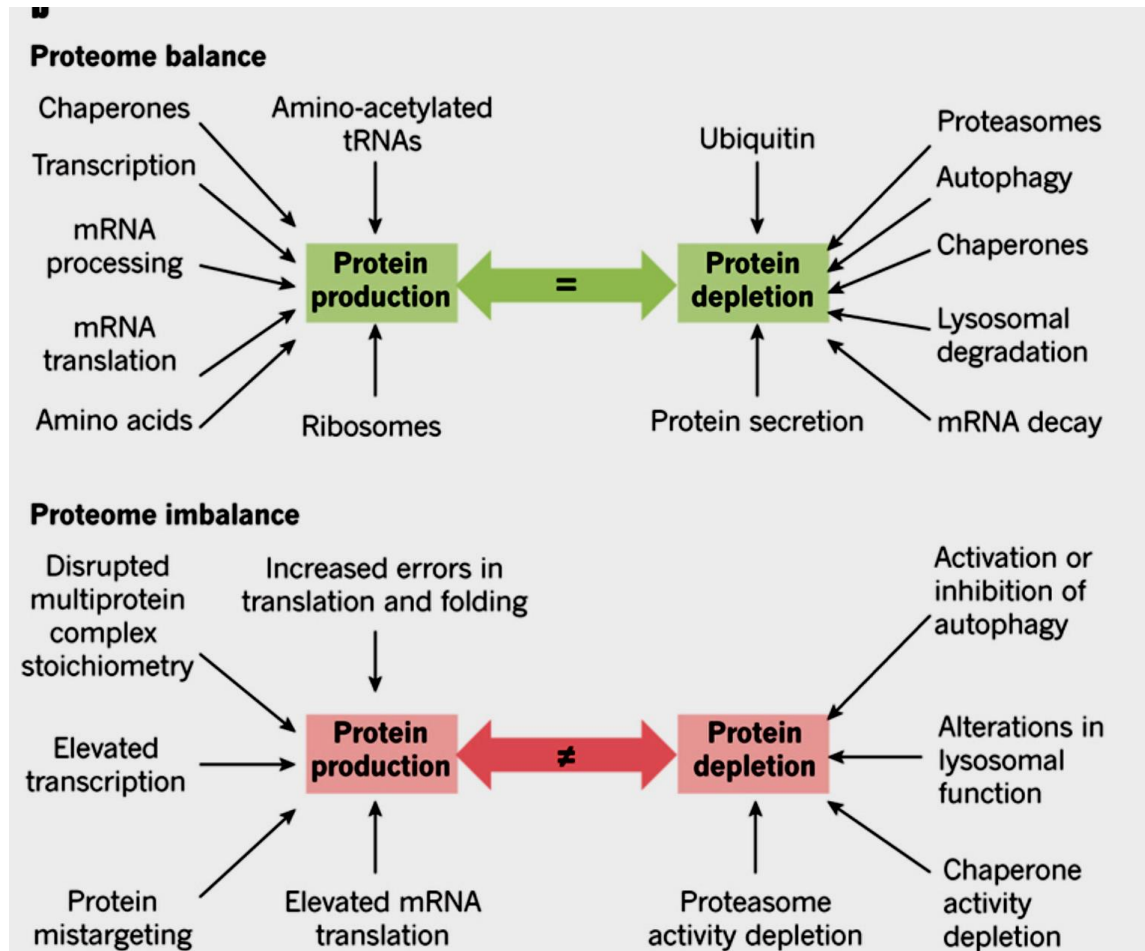 Proteome balance
Chaperones
Transcription
mRNA
processing
mRNA
translation
Amino acids
Amino-acetylated
tRNAs
Protein
production
Ribosomes
=
Ubiquitin
Protein
depletion
Protein secretion
Proteasomes
Autophagy
Chaperones
Lysosomal
degradation
mRNA decay
Proteome imbalance
Disrupted
multiprotein
complex
stoichiometry
Elevated
transcription
Protein
mistargeting
Increased errors in
translation and folding
Protein
production
Elevated mRNA
translation
≠
Protein
depletion
Proteasome
activity depletion
Activation or
inhibition of
autophagy
Alterations in
lysosomal
function
Chaperone
activity
depletion